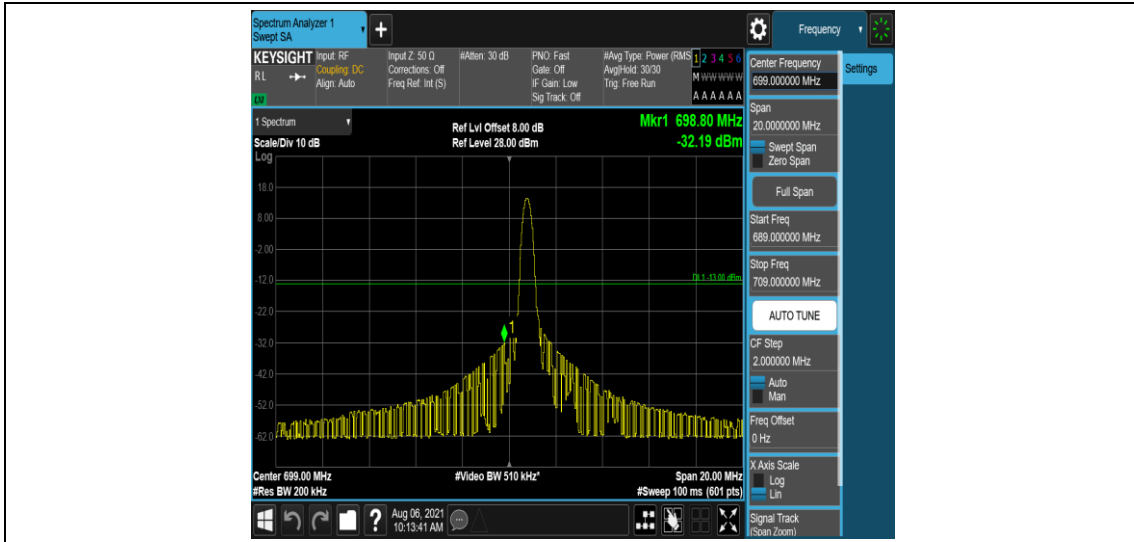 Spectrum Analyzer 1
Swept SA
+
Frequency
KEYSIGHT
RL
LXI
Input: RF
Coupling: DC
Align: Auto
Input Z: 50 Ω
Corrections: Off
Freq Ref: Int (S)
#Atten: 30 dB
PNO: Fast
Gate: Off
IF Gain: Low
Sig Track: Off
#Avg Type: Power (RMS
Avg|Hold: 30/30
Trig: Free Run
1 2 3 4 5 6
M W W W W W
A A A A A A
1 Spectrum
Scale/Div 10 dB
Log
Ref Lvl Offset 8.00 dB
Ref Level 28.00 dBm
Mkr1 698.80 MHz
-32.19 dBm
18.0
8.00
-2.00
-12.0
DL1 -13.00 dBm
-22.0
1
-32.0
-42.0
-52.0
-62.0
Center 699.00 MHz
#Res BW 200 kHz
#Video BW 510 kHz*
Span 20.00 MHz
#Sweep 100 ms (601 pts)
?
Aug 06, 2021
10:13:41 AM
Center Frequency
699.000000 MHz
Settings
Span
20.0000000 MHz
Swept Span
Zero Span
Full Span
Start Freq
689.000000 MHz
Stop Freq
709.000000 MHz
AUTO TUNE
CF Step
2.000000 MHz
Auto
Man
Freq Offset
0 Hz
X Axis Scale
Log
Lin
Signal Track
(Span Zoom)